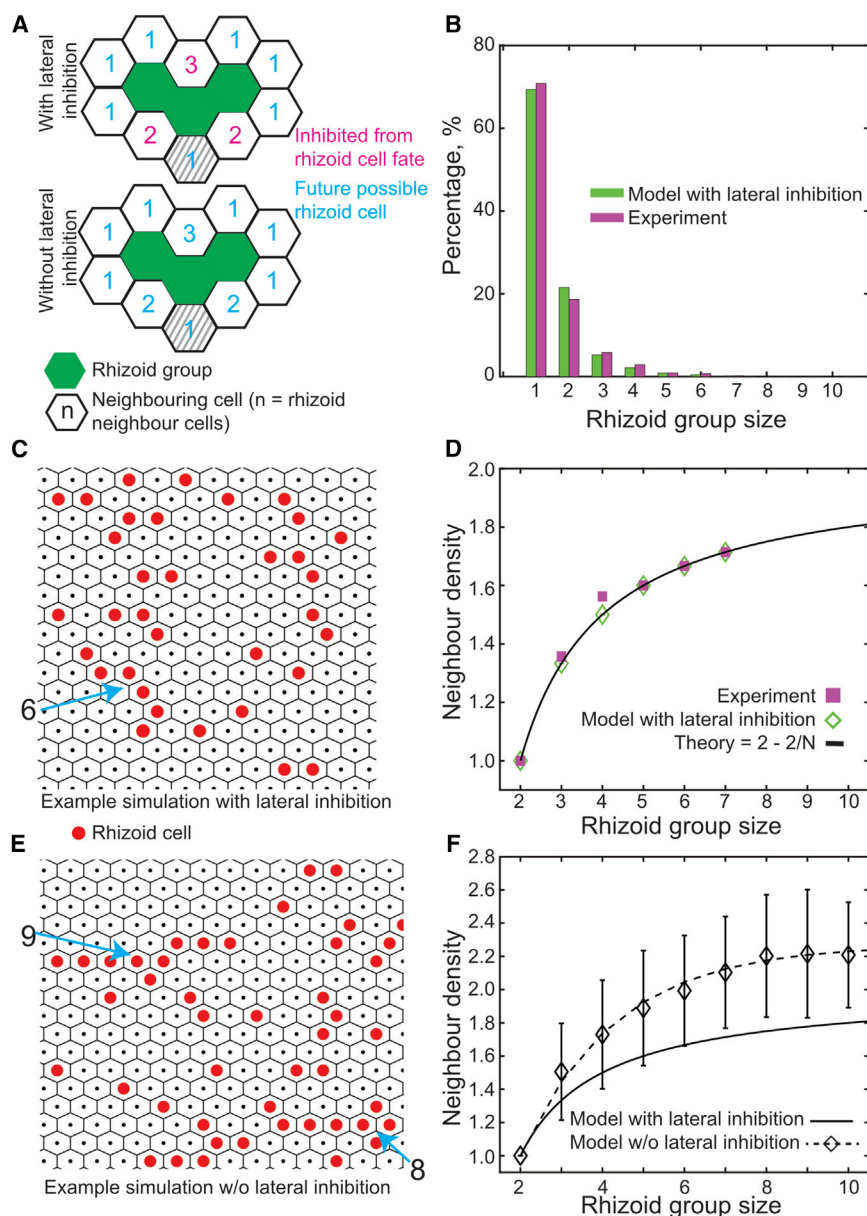 A
With lateral
inhibition
1
1
3
1
1
1
2
2
1
1
Inhibited from
rhizoid cell fate
Future possible
rhizoid cell
Without lateral
inhibition
1
1
3
1
1
1
2
2
1
1
Rhizoid group
n
Neighbouring cell (n = rhizoid
neighbour cells)
B
Percentage, %
80
60
40
20
0
Model with lateral inhibition
Experiment
1 2 3 4 5 6 7 8 9 10
Rhizoid group size
C
6
Example simulation with lateral inhibition
Rhizoid cell
D
Neighbour density
2.0
1.8
1.6
1.4
1.2
1.0
Experiment
Model with lateral inhibition
Theory = 2 - 2/N
2 3 4 5 6 7 8 9 10
Rhizoid group size
E
9
8
Example simulation w/o lateral inhibition
F
Neighbour density
2.8
2.6
2.4
2.2
2.0
1.8
1.6
1.4
1.2
1.0
Model with lateral inhibition
Model w/o lateral inhibition
2 3 4 5 6 7 8 9 10
Rhizoid group size